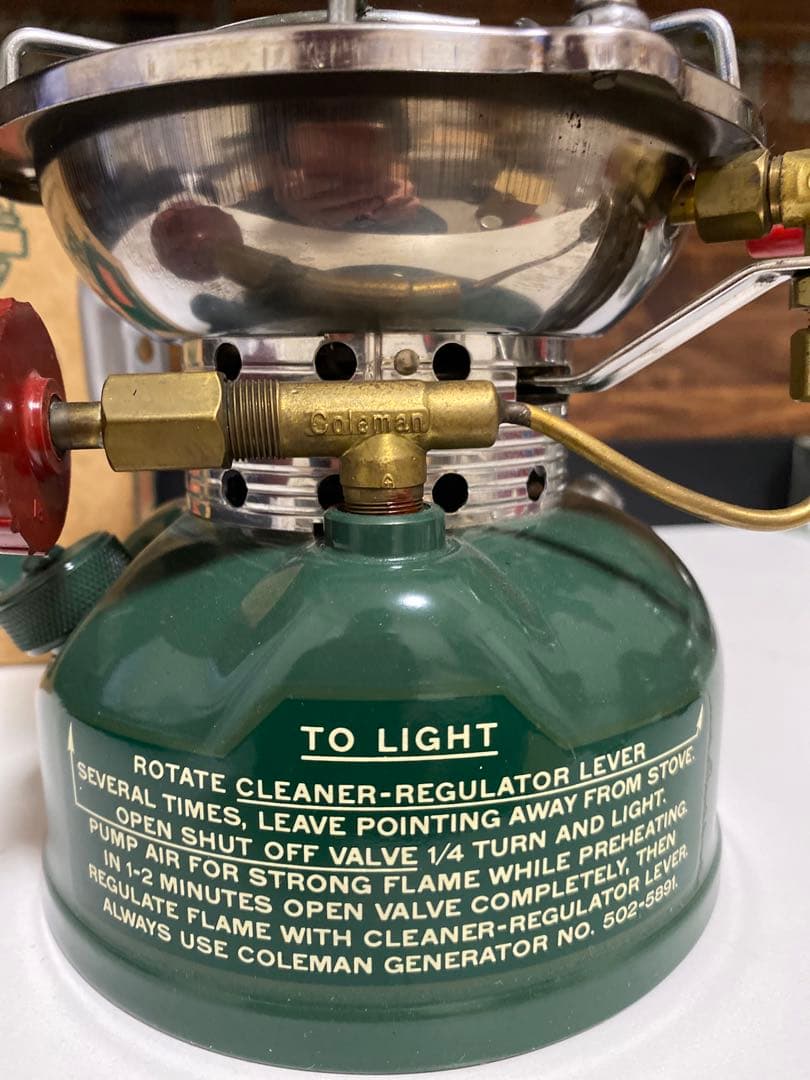 Coleman
TO LIGHT
ROTATE CLEANER-REGULATOR LEVER
SEVERAL TIMES, LEAVE POINTING AWAY FROM STOVE.
OPEN SHUT OFF VALVE 1/4 TURN AND LIGHT.
PUMP AIR FOR STRONG FLAME WHILE PREHEATING.
IN 1-2 MINUTES OPEN VALVE COMPLETELY, THEN
REGULATE FLAME WITH CLEANER-REGULATOR LEVER.
ALWAYS USE COLEMAN GENERATOR NO. 502-5891.